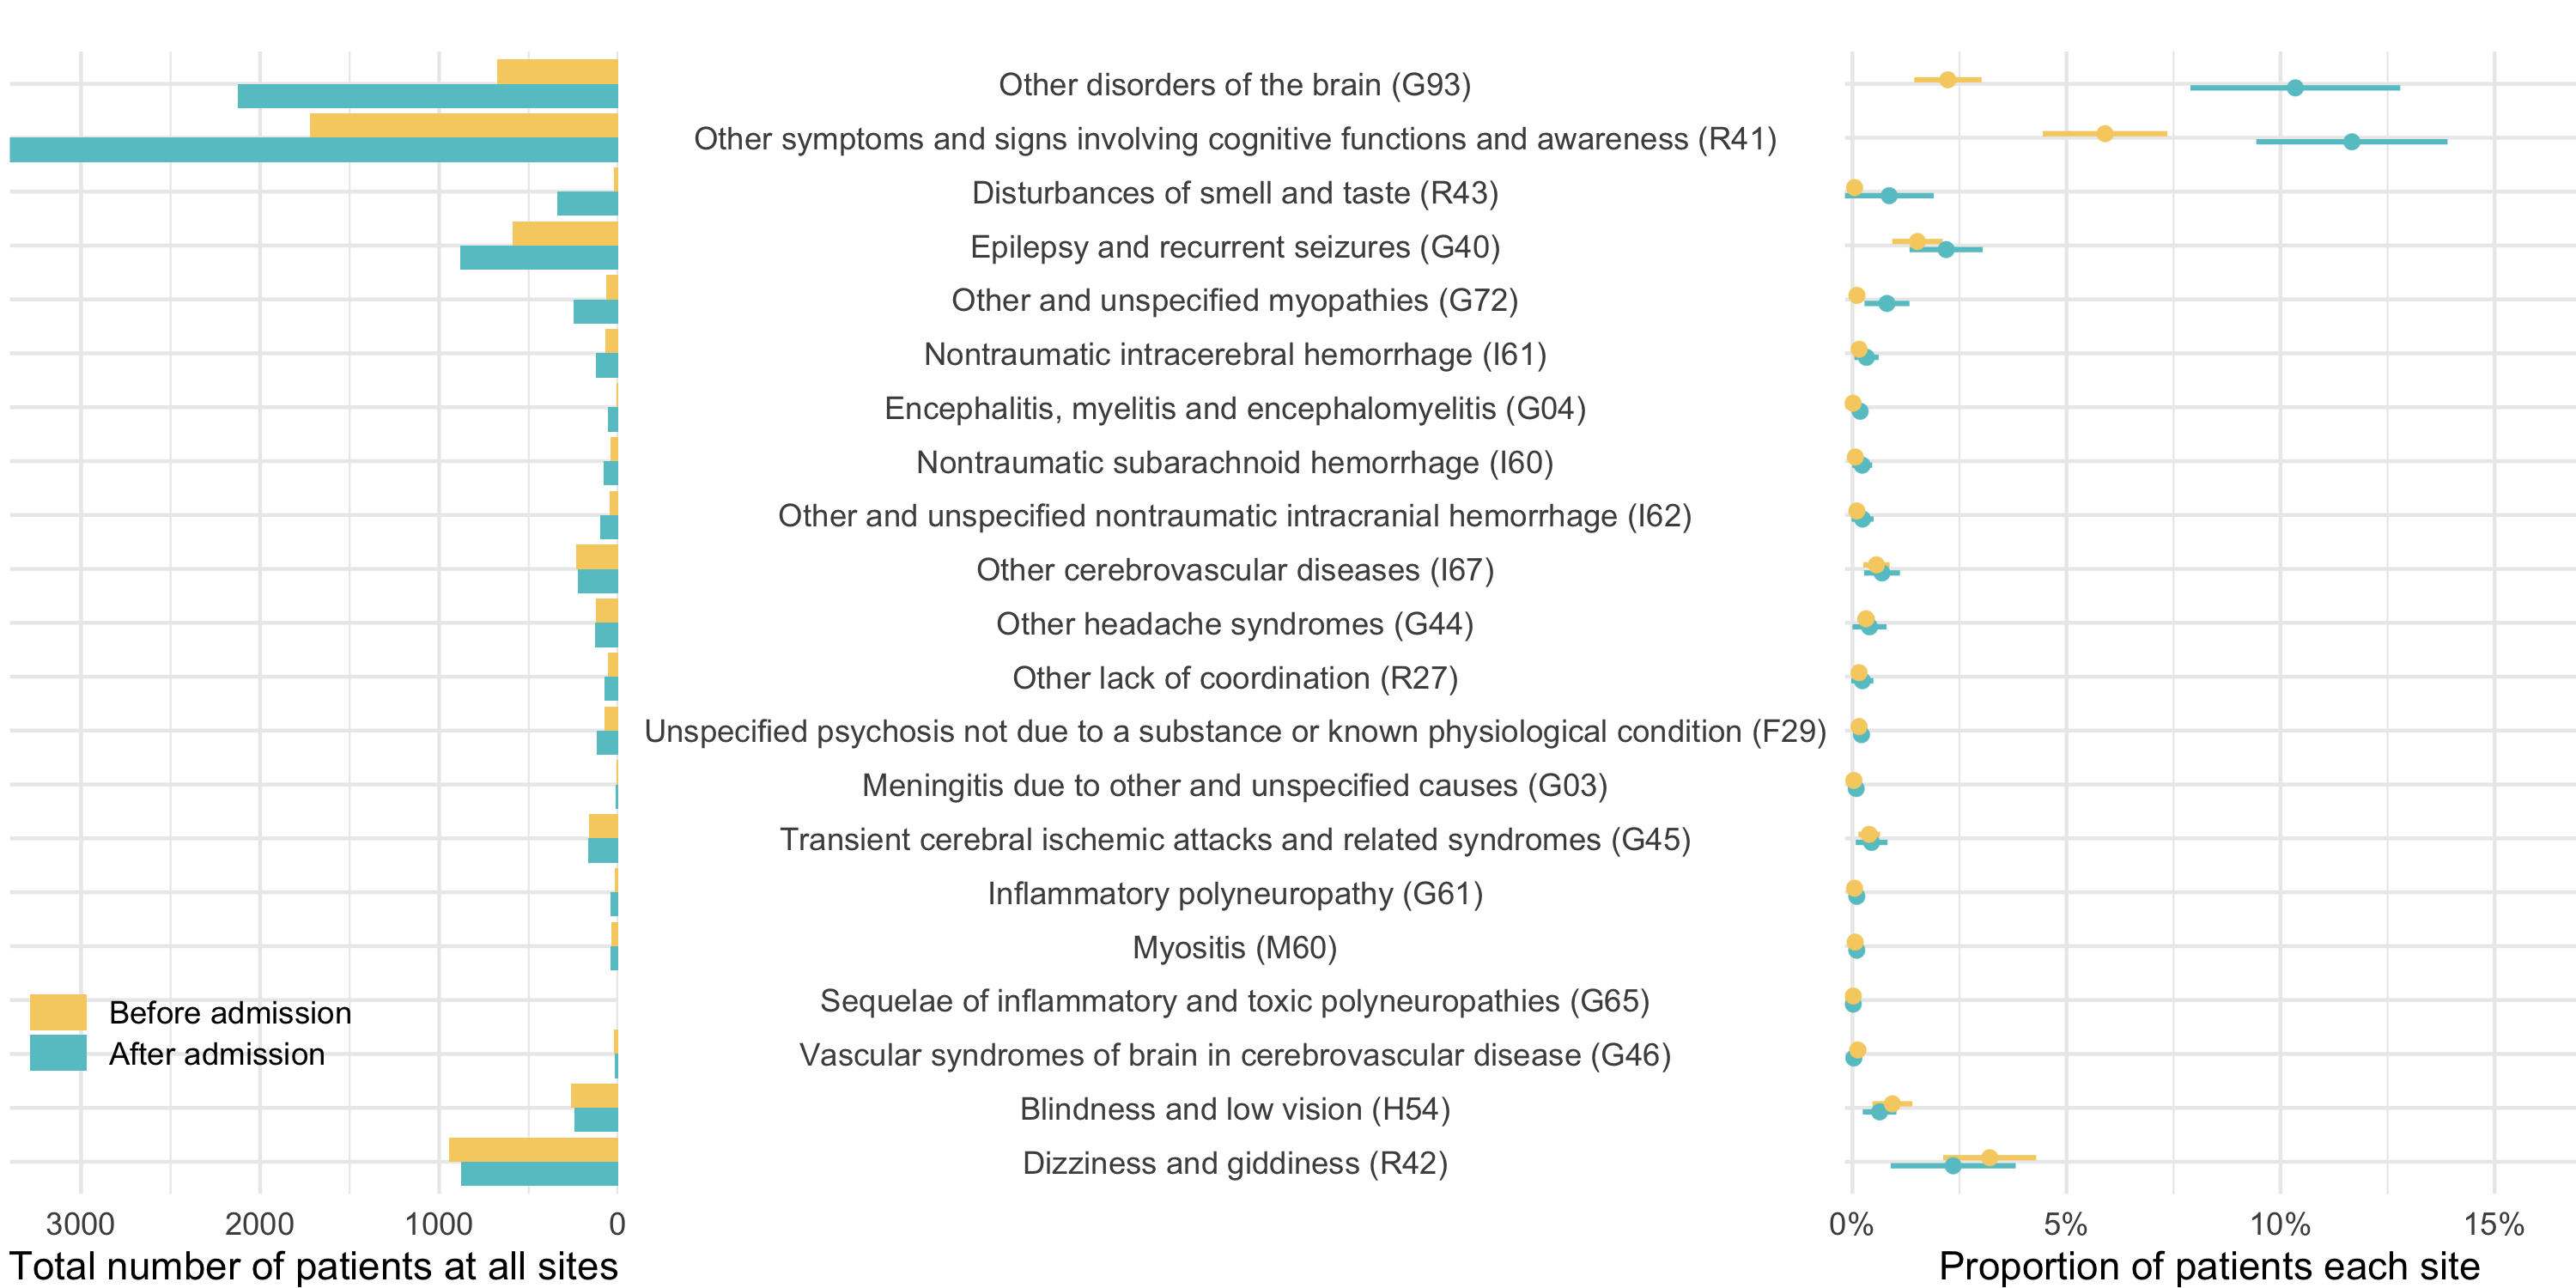 Other disorders of the brain (G93)
Other symptoms and signs involving cognitive functions and awareness (R41)
Disturbances of smell and taste (R43)
Epilepsy and recurrent seizures (G40)
Other and unspecified myopathies (G72)
Nontraumatic intracerebral hemorrhage (I61)
Encephalitis, myelitis and encephalomyelitis (G04)
Nontraumatic subarachnoid hemorrhage (I60)
Other and unspecified nontraumatic intracranial hemorrhage (I62)
Other cerebrovascular diseases (I67)
Other headache syndromes (G44)
Other lack of coordination (R27)
Unspecified psychosis not due to a substance or known physiological condition (F29)
Meningitis due to other and unspecified causes (G03)
Transient cerebral ischemic attacks and related syndromes (G45)
Inflammatory polyneuropathy (G61)
Myositis (M60)
Sequelae of inflammatory and toxic polyneuropathies (G65)
Vascular syndromes of brain in cerebrovascular disease (G46)
Blindness and low vision (H54)
Dizziness and giddiness (R42)
Before admission
After admission
3000 2000 1000 0
Total number of patients at all sites
0% 5% 10% 15%
Proportion of patients each site